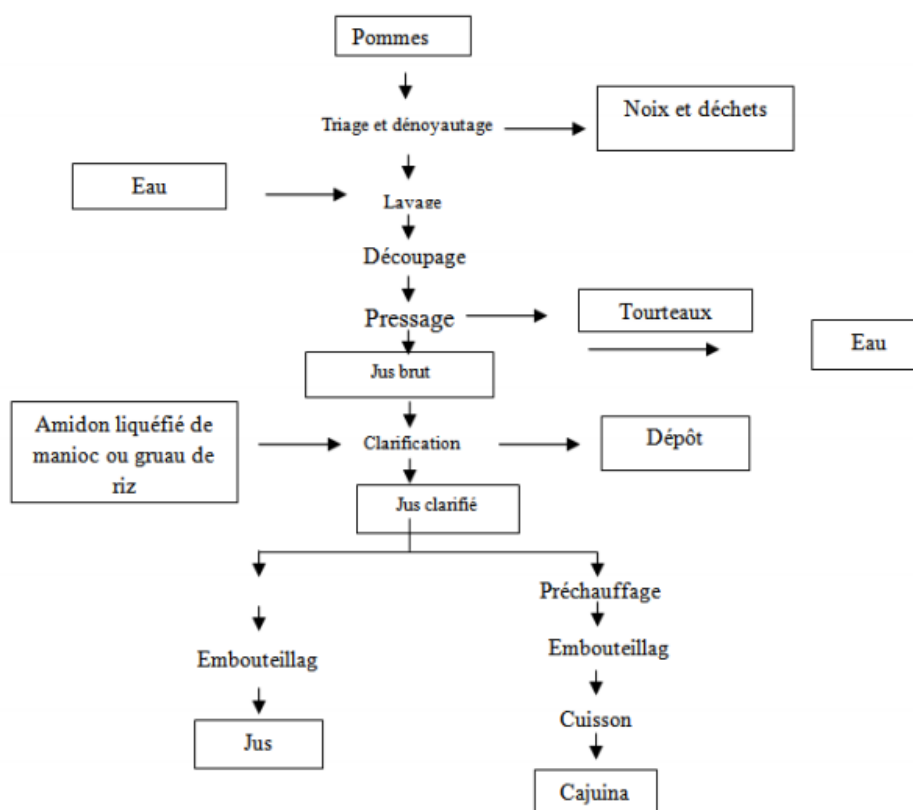 Pommes
Triage et dénoyautage
Noix et déchets
Eau
Lavage
Découpage
Pressage
Tourteaux
Eau
Jus brut
Amidon liquéfié de
manioc ou gruau de
riz
Clarification
Dépôt
Jus clarifié
Préchauffage
Embouteillag
Embouteillag
Cuisson
Jus
Cajuina